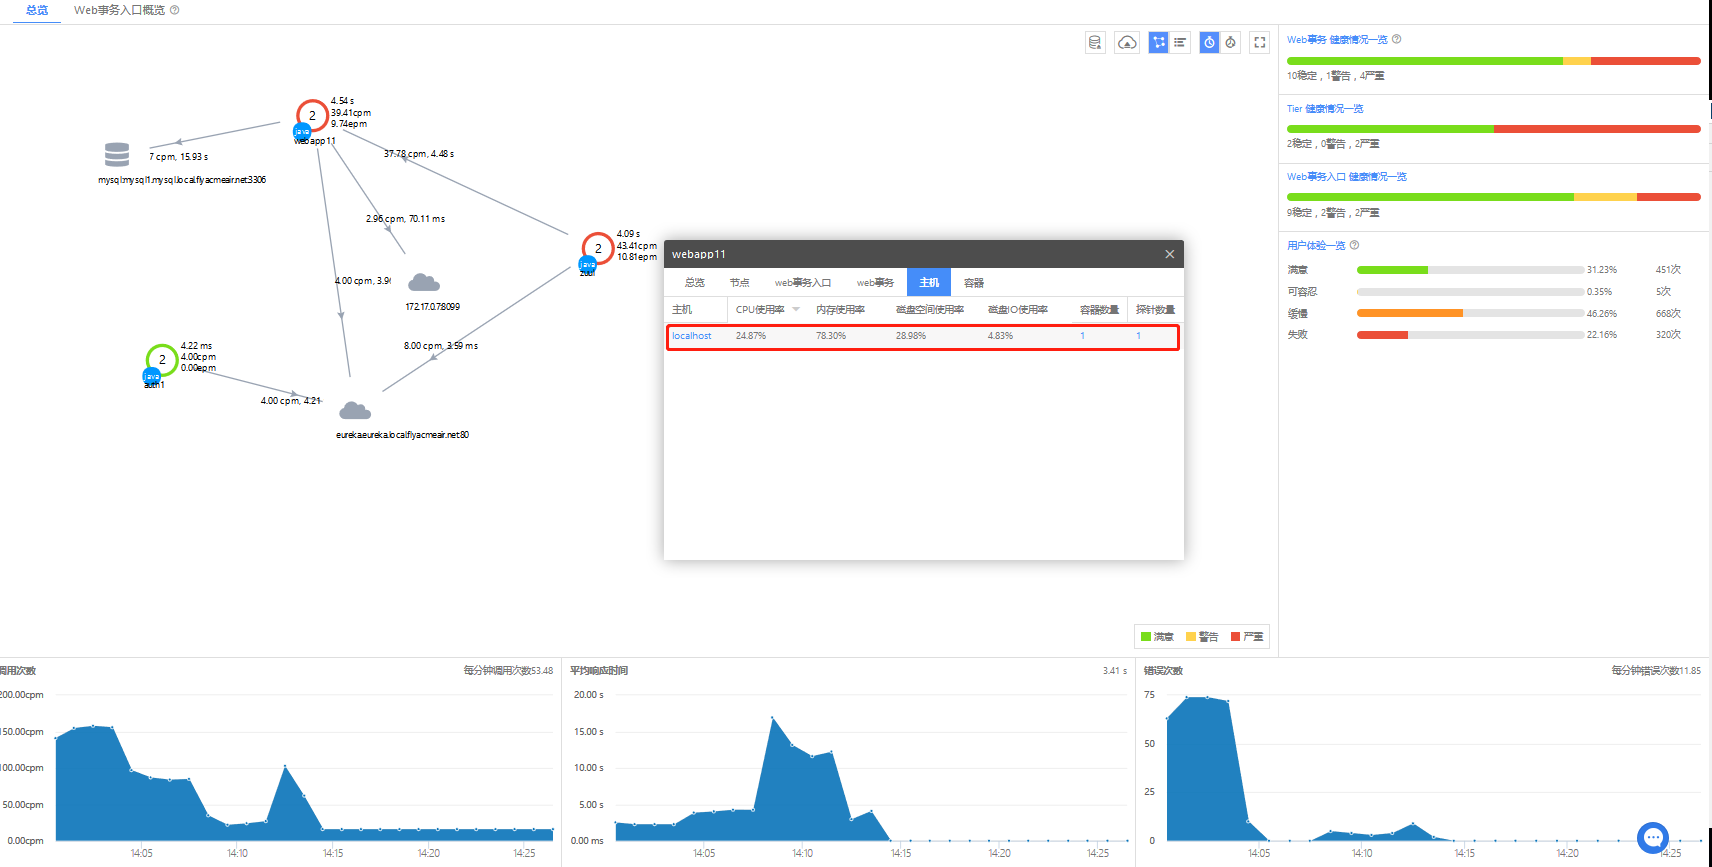 总览 Web事务入口概览
4.54 s
39.41cpm
9.74epm
2
java
webapp11
7 cpm, 15.93 s
mysql:mysql1.mysql.local.flyacmeair.net:3306
37.78 cpm, 4.48 s
2.96 cpm, 70.11 ms
4.09 s
43.41cpm
10.81epm
2
java
zuul
4.00 cpm, 3.9
172.17.0.7:8099
8.00 cpm, 3.59 ms
4.22 ms
4.00cpm
0.00epm
2
java
auth1
4.00 cpm, 4.21
eureka.eureka.local.flyacmeair.net:80
webapp11
总览 节点 web事务入口 web事务 主机 容器
主机 CPU使用率 内存使用率 磁盘空间使用率 磁盘IO使用率 容器数量 探针数量
localhost 24.87% 78.30% 28.98% 4.83% 1 1
满意 警告 严重
Web事务 健康情况一览
10稳定，1警告，4严重
Tier 健康情况一览
2稳定，0警告，2严重
Web事务入口 健康情况一览
9稳定，2警告，2严重
用户体验一览
满意 31.23% 451次
可容忍 0.35% 5次
缓慢 46.26% 668次
失败 22.16% 320次
调用次数 每分钟调用次数53.48
200.00cpm
150.00cpm
100.00cpm
50.00cpm
0.00cpm
14:05 14:10 14:15 14:20 14:25
平均响应时间 3.41 s
20.00 s
15.00 s
10.00 s
5.00 s
0.00 ms
14:05 14:10 14:15 14:20 14:25
错误次数 每分钟错误次数11.85
75
50
25
0
14:05 14:10 14:15 14:20 14:25